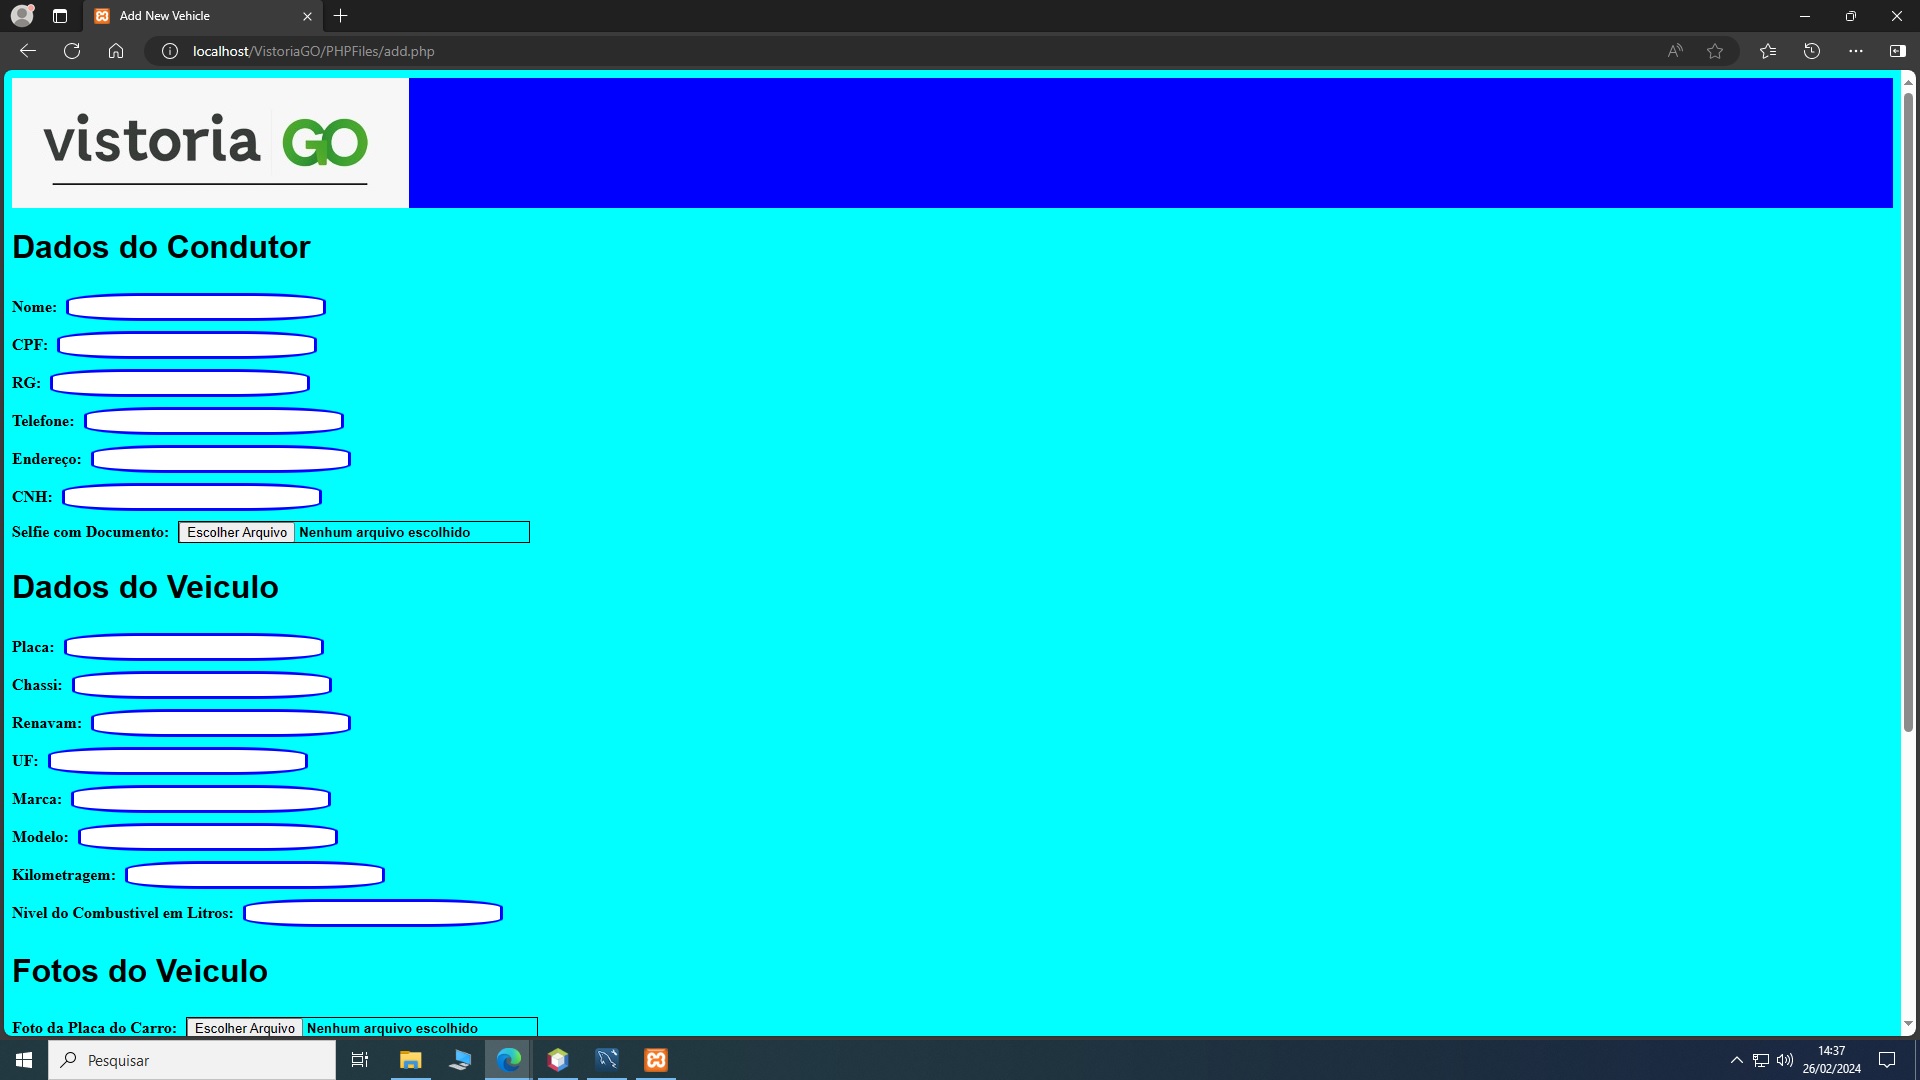 Add New Vehicle
localhost/VistoriaGO/PHPFiles/add.php
vistoria GO
Dados do Condutor
Nome:
CPF:
RG:
Telefone:
Endereço:
CNH:
Selfie com Documento: Escolher Arquivo Nenhum arquivo escolhido
Dados do Veiculo
Placa:
Chassi:
Renavam:
UF:
Marca:
Modelo:
Kilometragem:
Nivel do Combustivel em Litros:
Fotos do Veiculo
Foto da Placa do Carro: Escolher Arquivo Nenhum arquivo escolhido
Pesquisar
14:37
26/02/2024